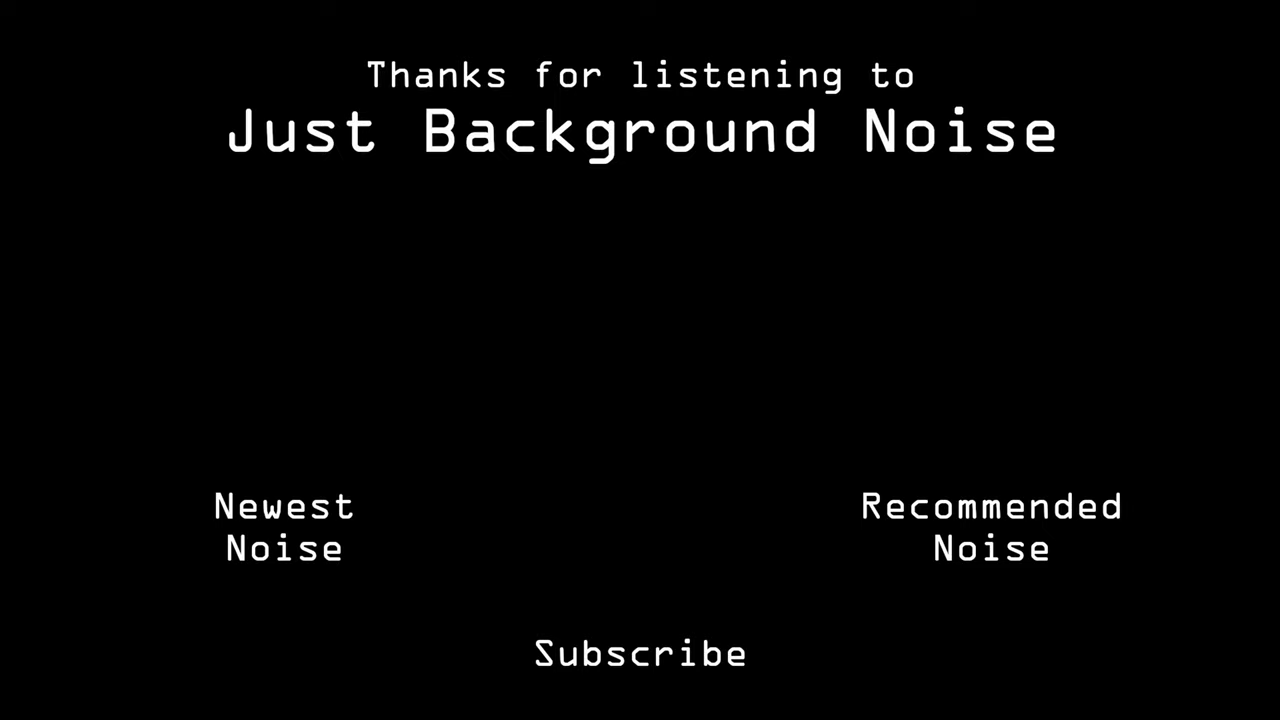 Thanks for listening to
Just Background Noise
Newest
Noise
Recommended
Noise
Subscribe